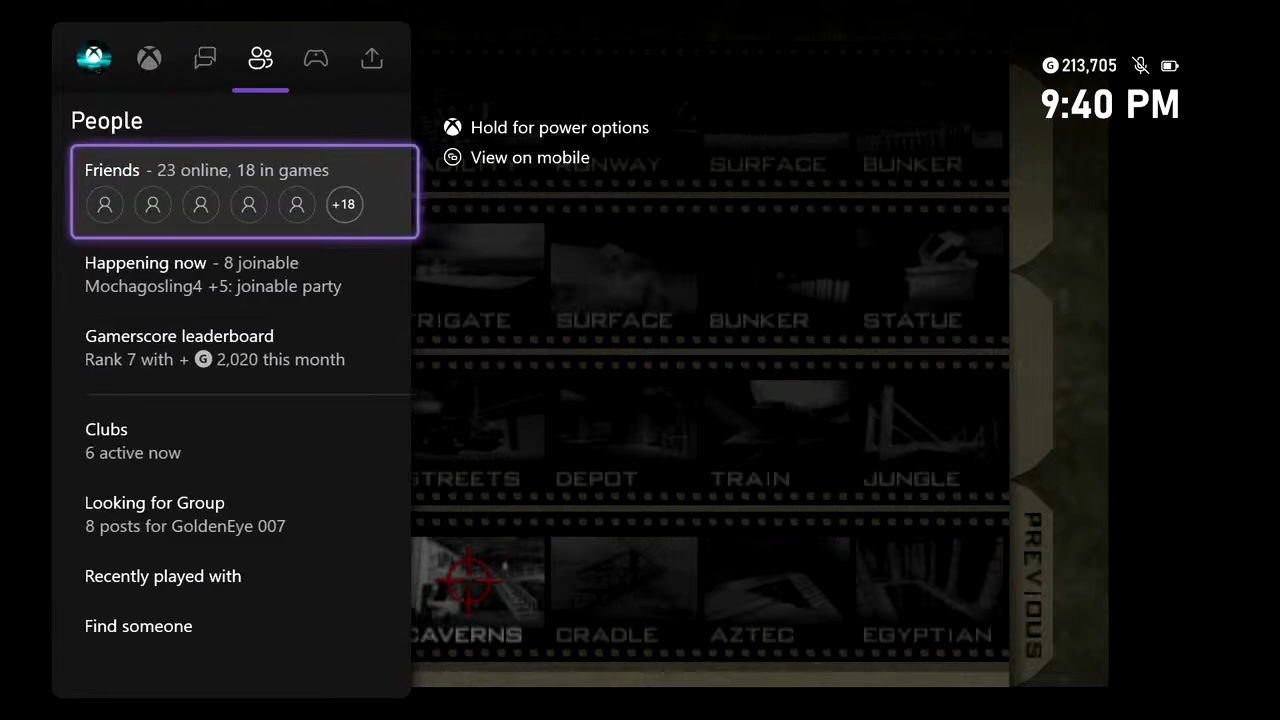 People
Friends - 23 online, 18 in games
+18
Happening now - 8 joinable
Mochagosling4 +5: joinable party
Gamerscore leaderboard
Rank 7 with + G 2,020 this month
Clubs
6 active now
Looking for Group
8 posts for GoldenEye 007
Recently played with
Find someone
Hold for power options
View on mobile
G 213,705
9:40 PM
RUNWAY SURFACE BUNKER
RIGATE SURFACE BUNKER STATUE
STREETS DEPOT TRAIN JUNGLE
CAVERNS CRADLE AZTEC EGYPTIAN
PREVIOUS